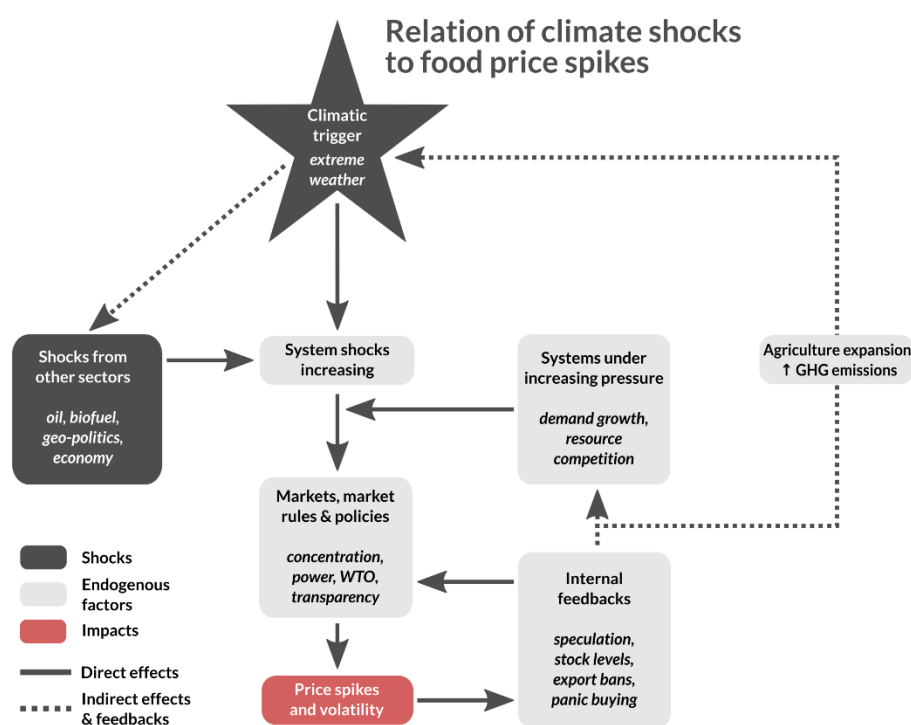 Relation of climate shocks
to food price spikes
Climatic
trigger
extreme
weather
Shocks from
other sectors
oil, biofuel,
geo-politics,
economy
System shocks
increasing
Systems under
increasing pressure
demand growth,
resource
competition
Agriculture expansion
↑ GHG emissions
Markets, market
rules & policies
concentration,
power, WTO,
transparency
Internal
feedbacks
speculation,
stock levels,
export bans,
panic buying
Price spikes
and volatility
Shocks
Endogenous
factors
Impacts
Direct effects
Indirect effects
& feedbacks